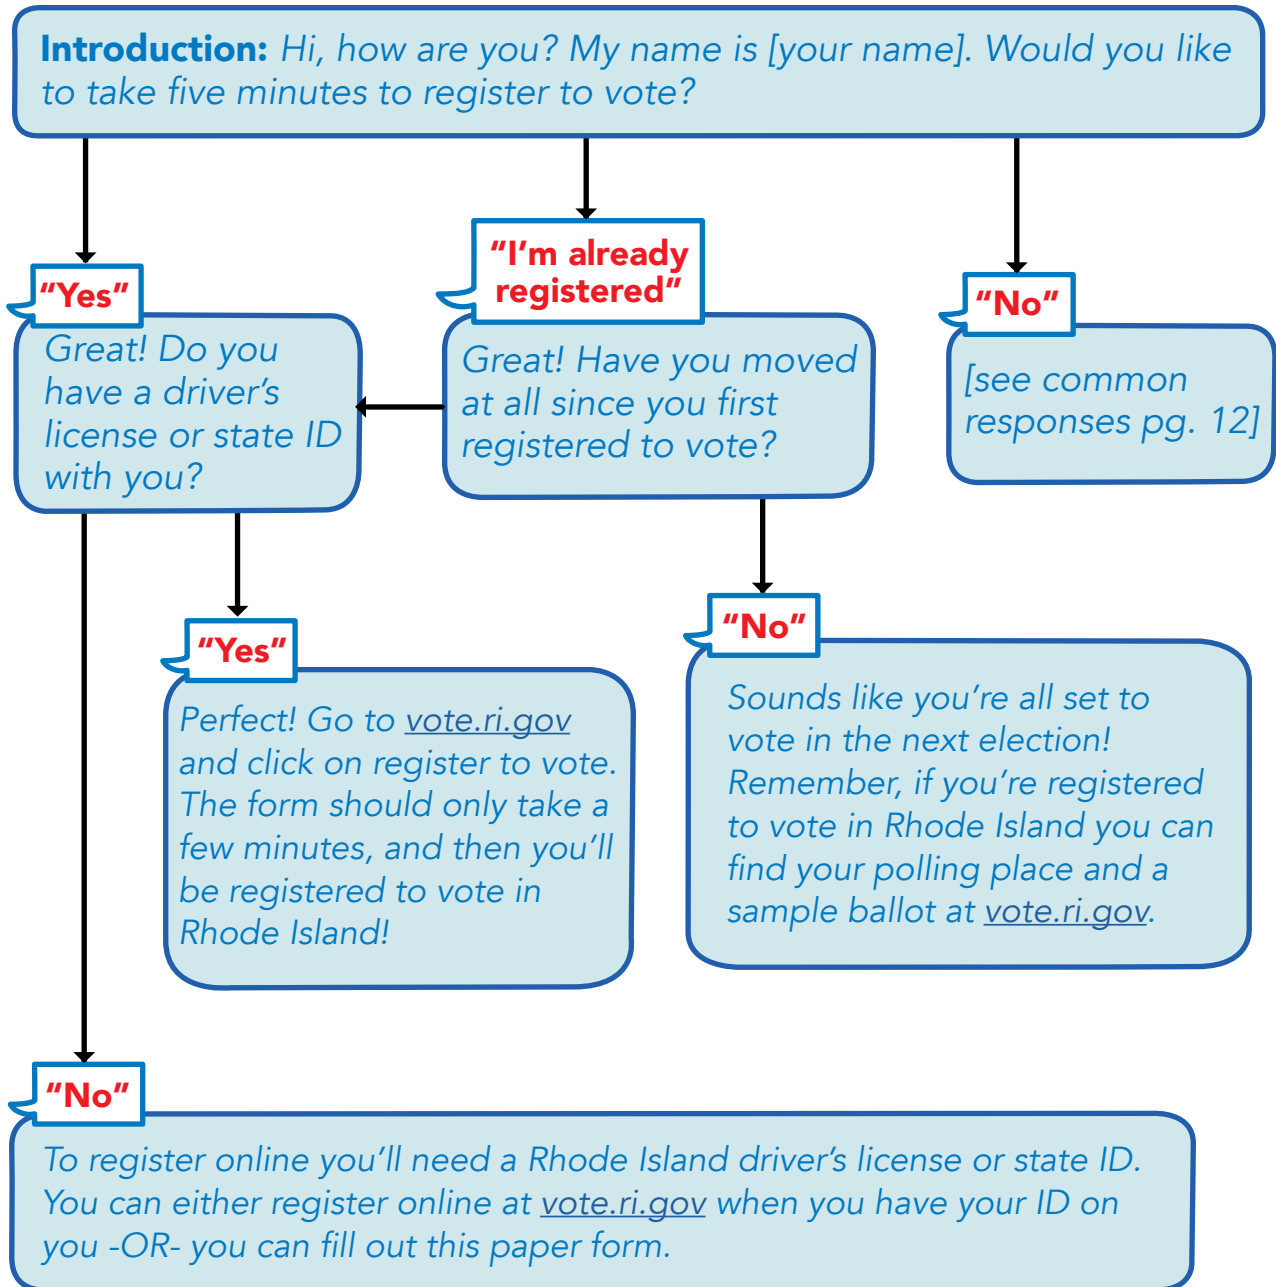 Introduction: Hi, how are you? My name is [your name]. Would you like
to take five minutes to register to vote?
"Yes"
Great! Do you
have a driver's
license or state ID
with you?
"I'm already
registered"
Great! Have you moved
at all since you first
registered to vote?
"No"
[see common
responses pg. 12]
"Yes"
Perfect! Go to vote.ri.gov
and click on register to vote.
The form should only take a
few minutes, and then you'll
be registered to vote in
Rhode Island!
"No"
Sounds like you're all set to
vote in the next election!
Remember, if you're registered
to vote in Rhode Island you can
find your polling place and a
sample ballot at vote.ri.gov.
"No"
To register online you'll need a Rhode Island driver's license or state ID.
You can either register online at vote.ri.gov when you have your ID on
you -OR- you can fill out this paper form.